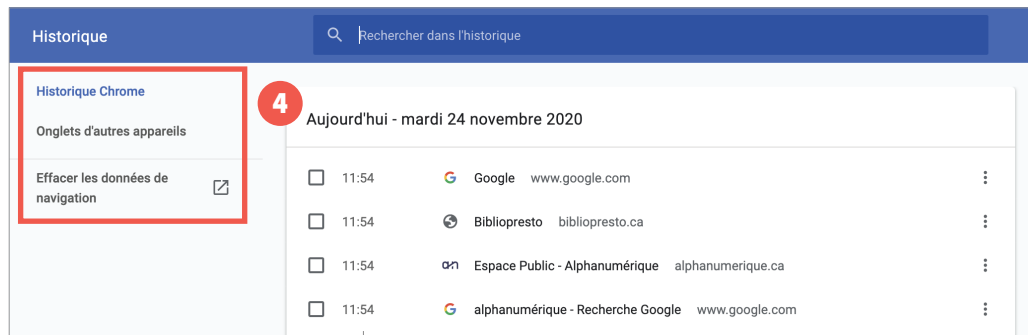 Historique
Rechercher dans l'historique
Historique Chrome
Onglets d'autres appareils
Effacer les données de
navigation
4
Aujourd'hui - mardi 24 novembre 2020
11:54 Google www.google.com
11:54 Bibliopresto bibliopresto.ca
11:54 Espace Public - Alphanumérique alphanumerique.ca
11:54 alphanumérique - Recherche Google www.google.com